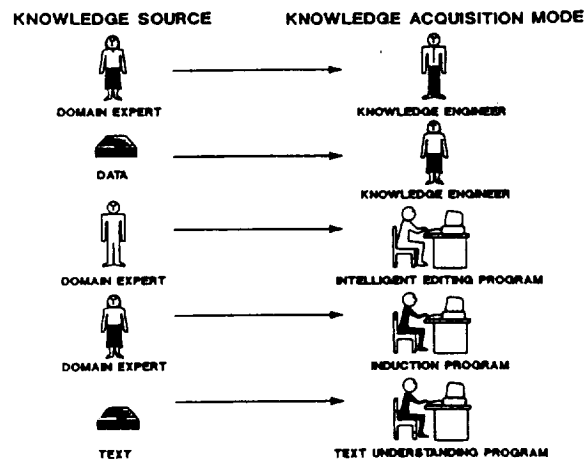 KNOWLEDGE SOURCE KNOWLEDGE ACQUISITION MODE
DOMAIN EXPERT KNOWLEDGE ENGINEER
DATA KNOWLEDGE ENGINEER
DOMAIN EXPERT INTELLIGENT EDITING PROGRAM
DOMAIN EXPERT INDUCTION PROGRAM
TEXT TEXT UNDERSTANDING PROGRAM